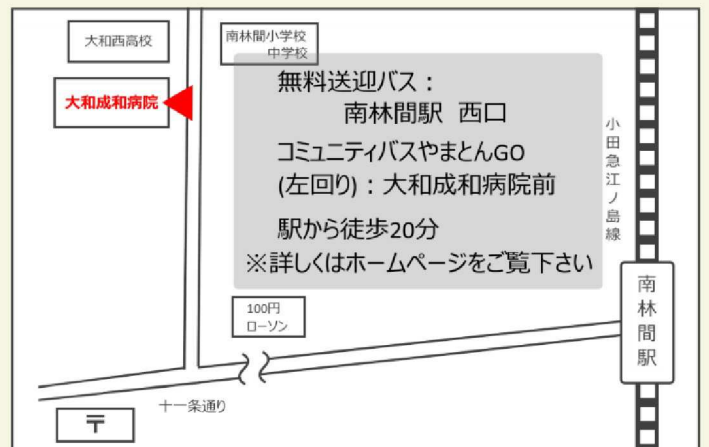 大和西高校
南林間小学校
中学校
大和成和病院
無料送迎バス：
南林間駅 西口
コミュニティバスやまとんGO
(左回り)：大和成和病院前
駅から徒歩20分
※詳しくはホームページをご覧下さい
小田急江ノ島線
南林間駅
100円
ローソン
十一条通り
〒